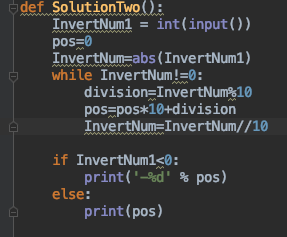 def SolutionTwo():
    InvertNum1 = int(input())
    pos=0
    InvertNum=abs(InvertNum1)
    while InvertNum!=0:
        division=InvertNum%10
        pos=pos*10+division
        InvertNum=InvertNum//10

    if InvertNum1<0:
        print('-%d' % pos)
    else:
        print(pos)